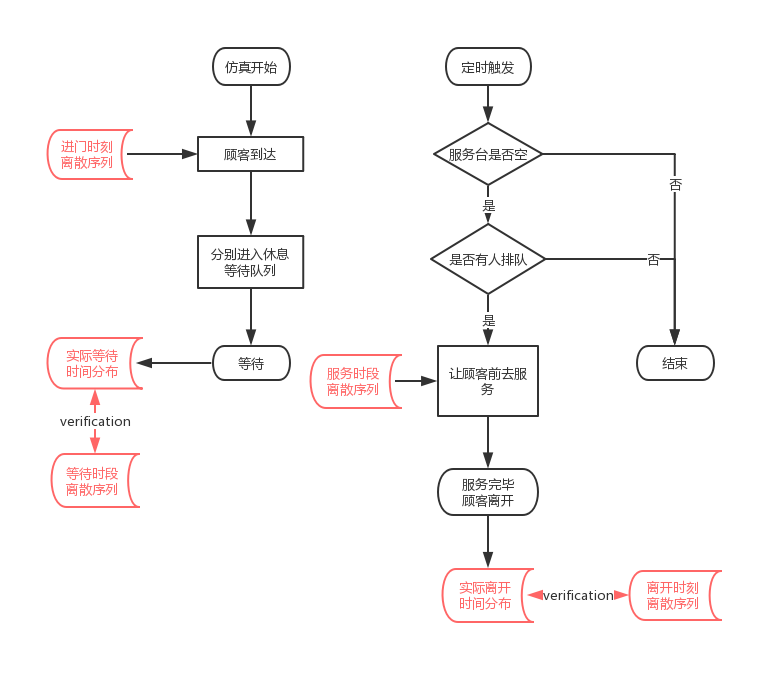 仿真开始
进门时刻
离散序列
顾客到达
分别进入休息
等待队列
等待
实际等待
时间分布
verification
等待时段
离散序列
定时触发
服务台是否空
否
是
是否有人排队
否
是
结束
服务时段
离散序列
让顾客前去服
务
服务完毕
顾客离开
实际离开
时间分布
verification
离开时刻
离散序列